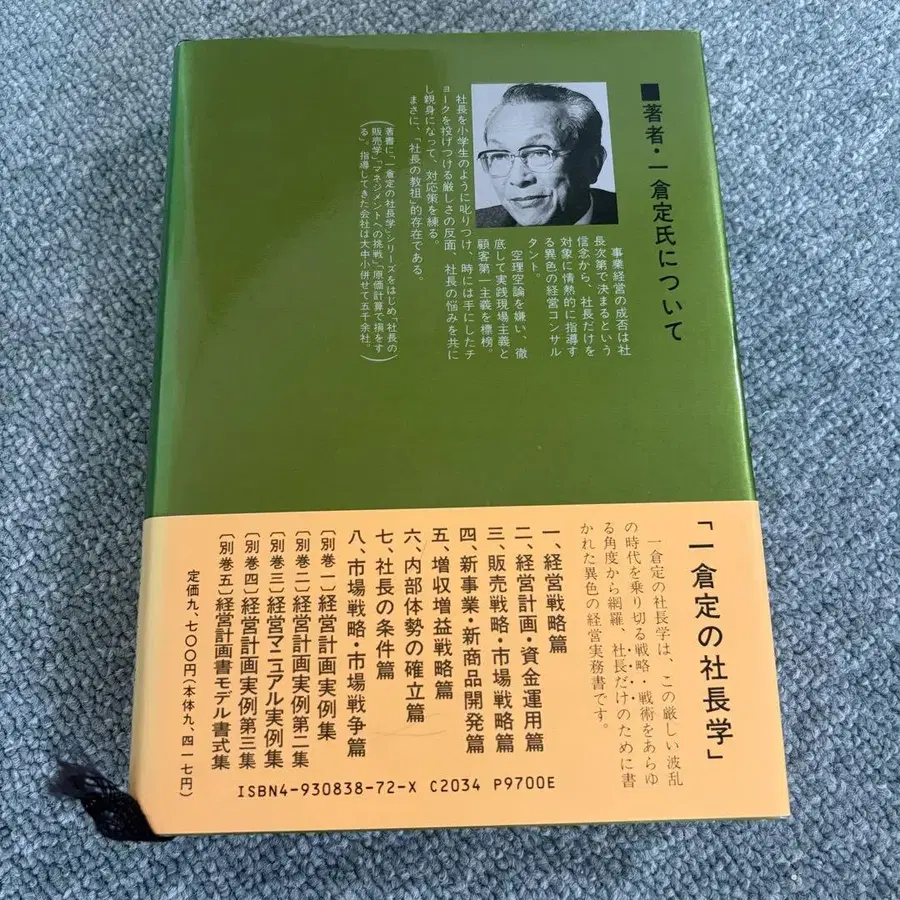 ■著者・一倉定氏について
事業経営の成否は社
長次第で決まるという
信念から、社長だけを
対象に情熱的に指導す
る異色の経営コンサル
タント。
空理空論を嫌い、徹
底して実践現場主義と
顧客第一主義を標榜。
社長を小学生のように叱りつけ、時には手にしたチ
ョークを投げつける厳しさの反面、社長の悩みを共に
し親身になって、対応策を練る。
まさに、「社長の教祖」的存在である。
(著書に、「一倉定の社長学」シリーズをはじめ、「社長の
販売学」「マネジメントへの挑戦」「原価計算で損をす
る」。指導してきた会社は大中小併せて五千余社。)
「一倉定の社長学」
一倉定の社長学は、この厳しい波乱
の時代を乗り切る戦略・戦術をあらゆ
る角度から網羅、社長だけのために書
かれた異色の経営実務書です。
一、経営戦略篇
二、経営計画・資金運用篇
三、販売戦略・市場戦略篇
四、新事業・新商品開発篇
五、増収増益戦略篇
六、内部体勢の確立篇
七、社長の条件篇
八、市場戦略・市場戦争篇
〔別巻一〕経営計画実例集
〔別巻二〕経営計画実例第二集
〔別巻三〕経営マニュアル実例集
〔別巻四〕経営計画実例第三集
〔別巻五〕経営計画書モデル書式集
定価九、七〇〇円(本体九、四一七円)
ISBN4-930838-72-X C2034 P9700E